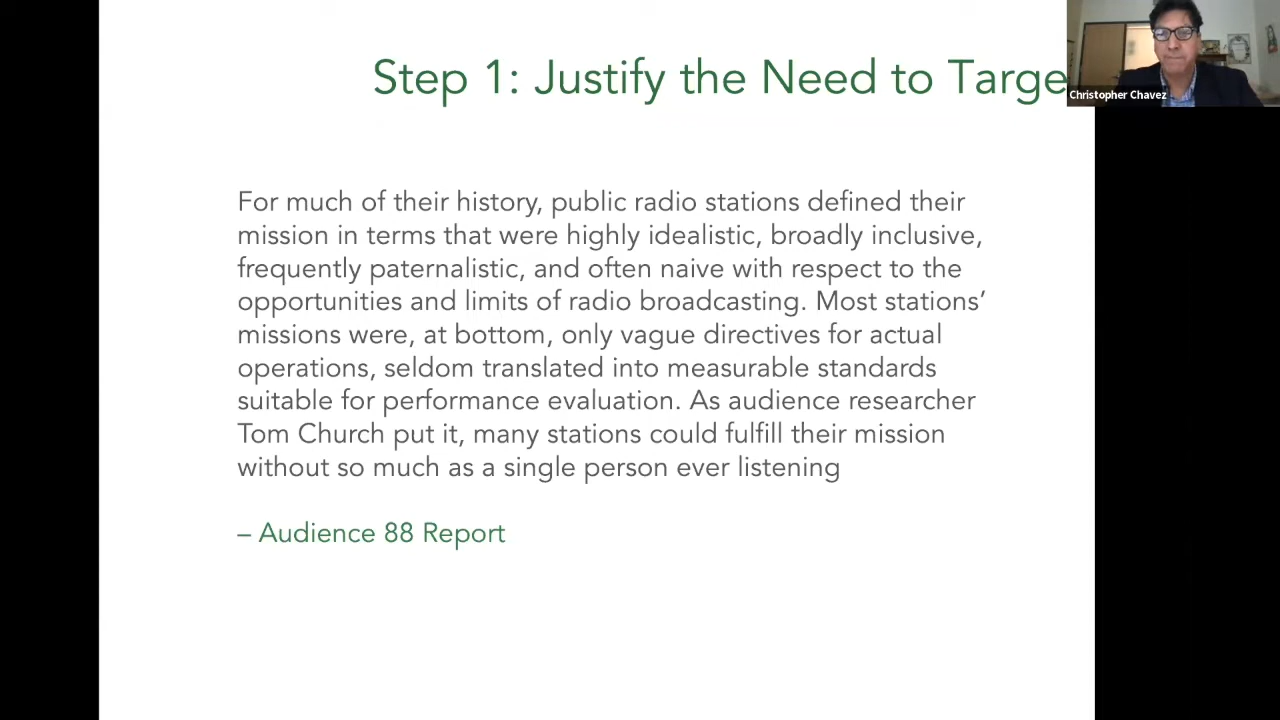 Step 1: Justify the Need to Targe
Christopher Chavez
For much of their history, public radio stations defined their
mission in terms that were highly idealistic, broadly inclusive,
frequently paternalistic, and often naive with respect to the
opportunities and limits of radio broadcasting. Most stations’
missions were, at bottom, only vague directives for actual
operations, seldom translated into measurable standards
suitable for performance evaluation. As audience researcher
Tom Church put it, many stations could fulfill their mission
without so much as a single person ever listening
– Audience 88 Report